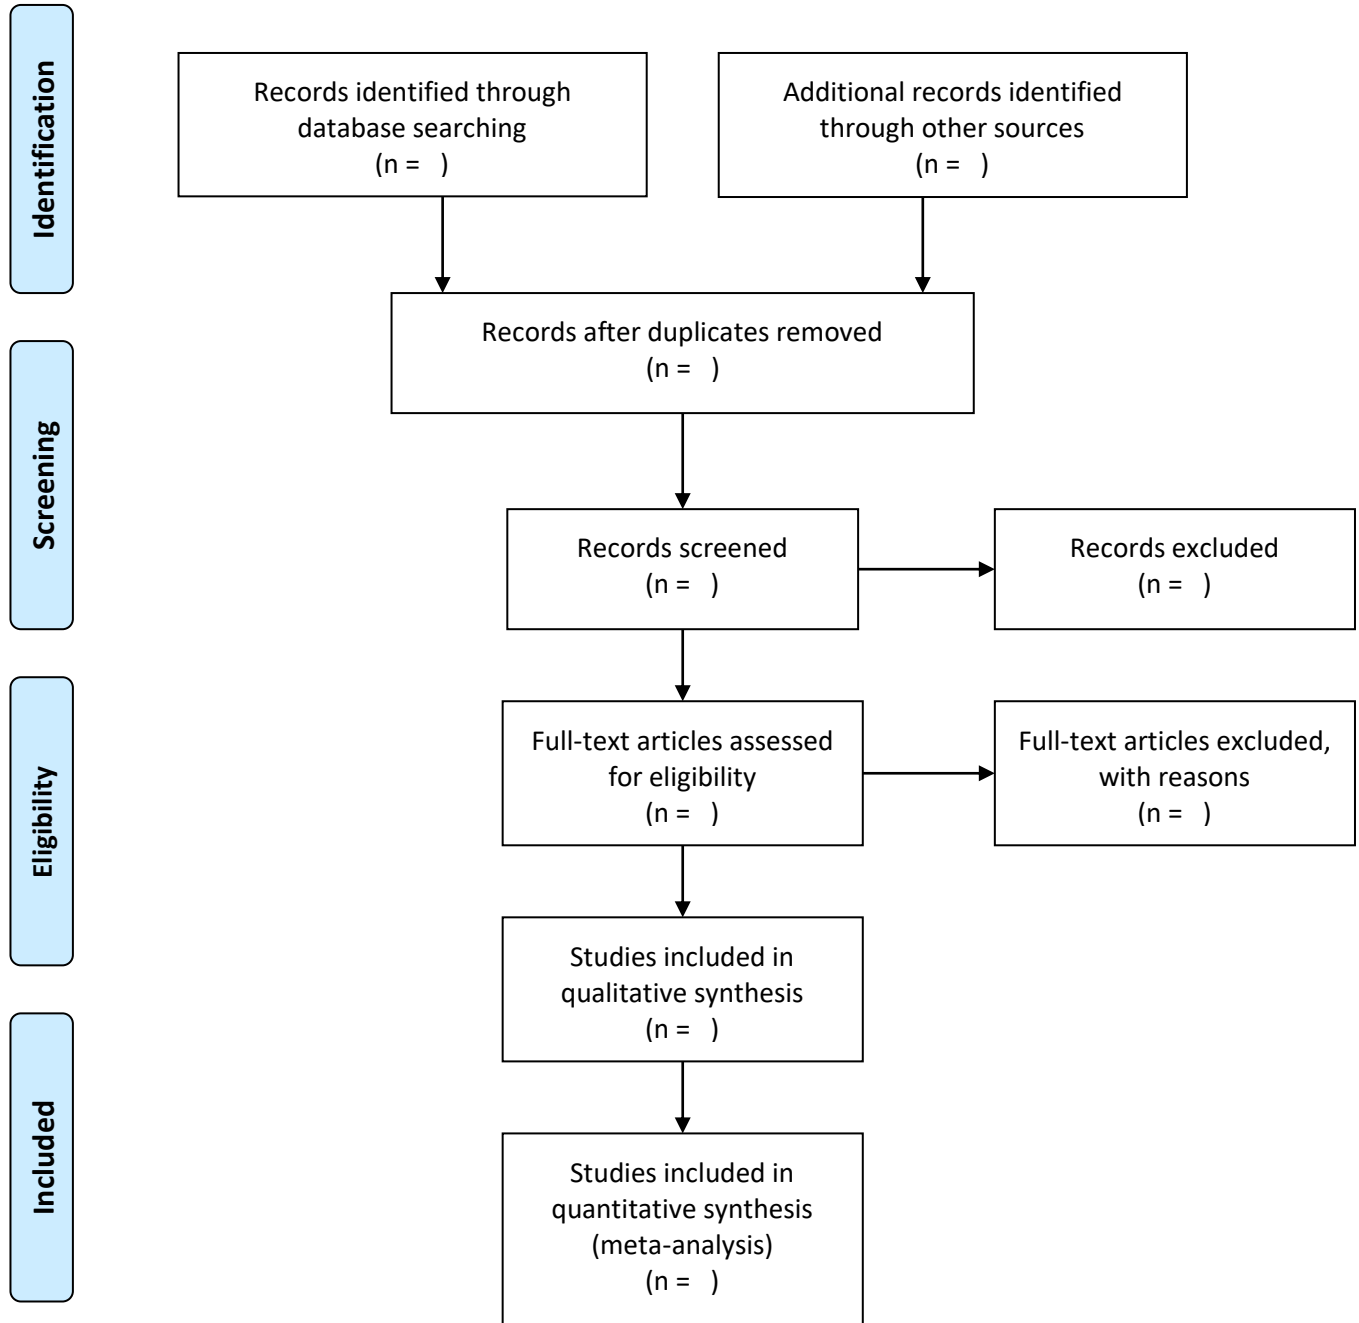 Identification
Records identified through
database searching
(n =   )
Additional records identified
through other sources
(n =   )
Records after duplicates removed
(n =   )
Screening
Records screened
(n =   )
Records excluded
(n =   )
Eligibility
Full-text articles assessed
for eligibility
(n =   )
Full-text articles excluded,
with reasons
(n =   )
Studies included in
qualitative synthesis
(n =   )
Included
Studies included in
quantitative synthesis
(meta-analysis)
(n =   )